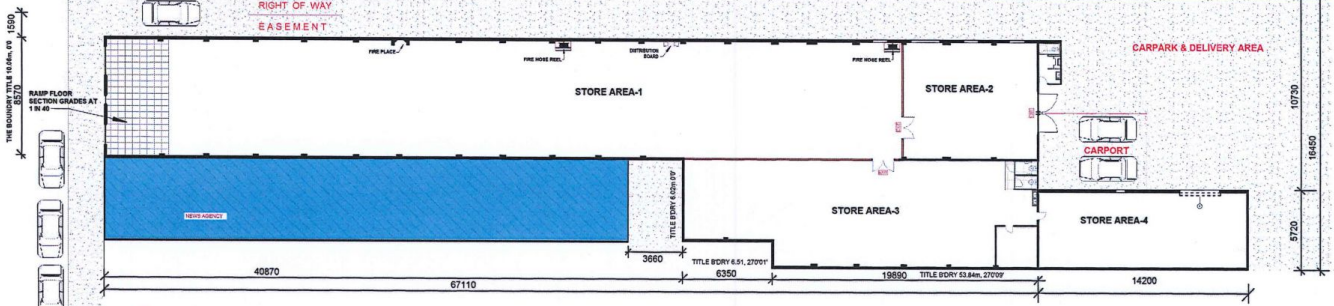 RIGHT OF WAY
EASEMENT
1590
THE BOUNDRY TITLE 10.06m, 0'0
8570
RAMP FLOOR
SECTION GRADES AT
1 IN 40
FIRE PLACE
FIRE HOSE REEL
DISTRIBUTION
BOARD
FIRE HOSE REEL
STORE AREA-1
STORE AREA-2
CARPARK & DELIVERY AREA
CARPORT
10730
16450
5720
NEWS AGENCY
TITLE B'DRY 6.02m 0'0'
STORE AREA-3
STORE AREA-4
3660
TITLE B'DRY 6.51, 270'01'
40870
6350
19890
TITLE B'DRY 53.84m, 270'09'
67110
14200